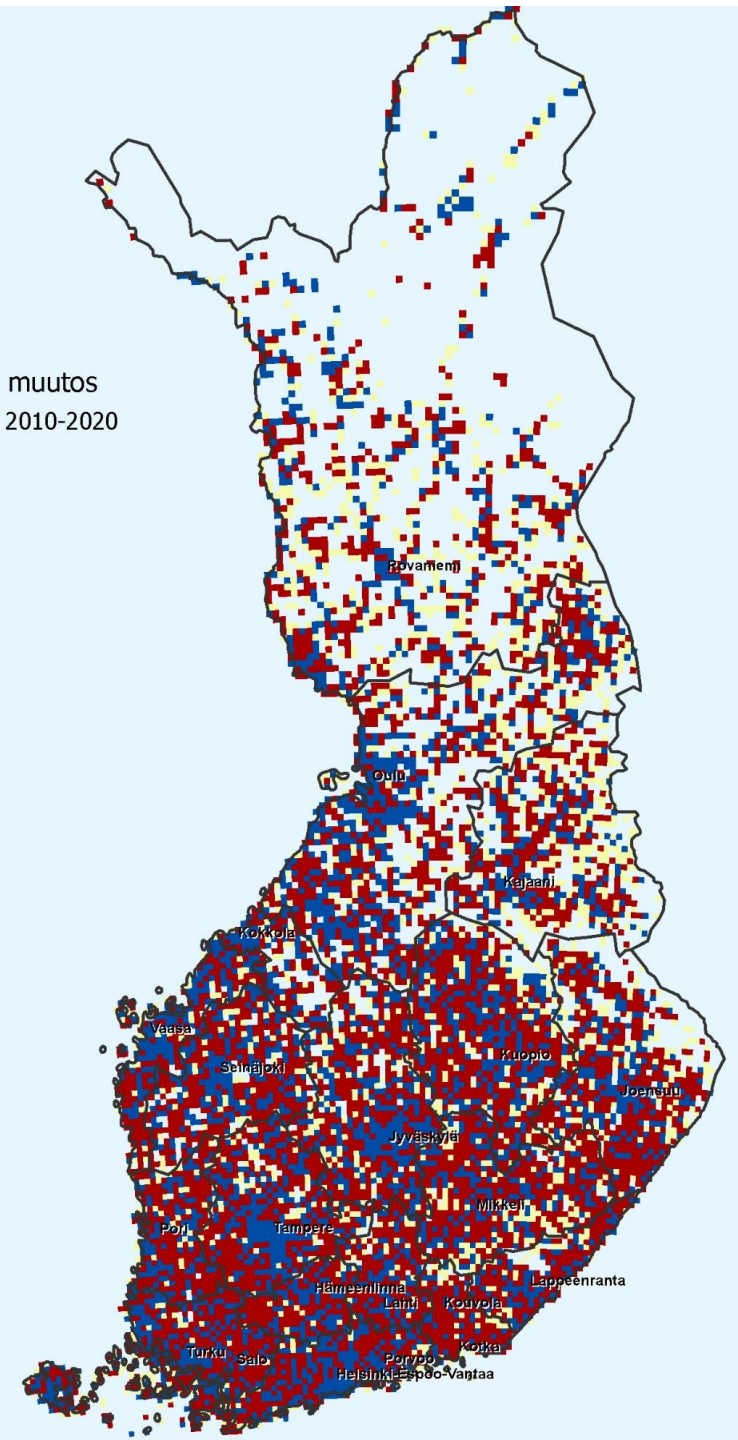 muutos
2010-2020
Rovaniemi
Oulu
Kajaani
Kokkola
Vaasa
Seinäjoki
Kuopio
Joensuu
Jyväskylä
Mikkeli
Pori
Tampere
Lappeenranta
Hämeenlinna
Lahti
Kouvola
Kotka
Turku
Salo
Porvoo
Helsinki-Espoo-Vantaa